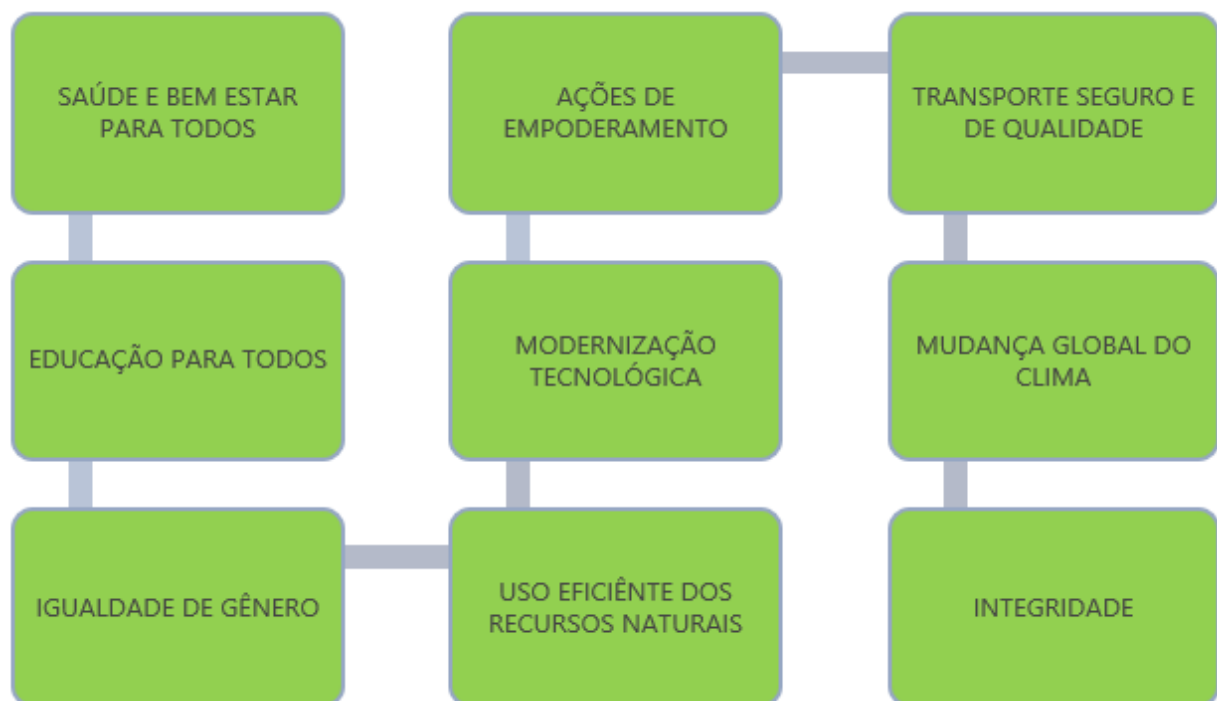 SAÚDE E BEM ESTAR
PARA TODOS
EDUCAÇÃO PARA TODOS
IGUALDADE DE GÊNERO
USO EFICIÊNTE DOS
RECURSOS NATURAIS
MODERNIZAÇÃO
TECNOLÓGICA
AÇÕES DE
EMPODERAMENTO
TRANSPORTE SEGURO E
DE QUALIDADE
MUDANÇA GLOBAL DO
CLIMA
INTEGRIDADE